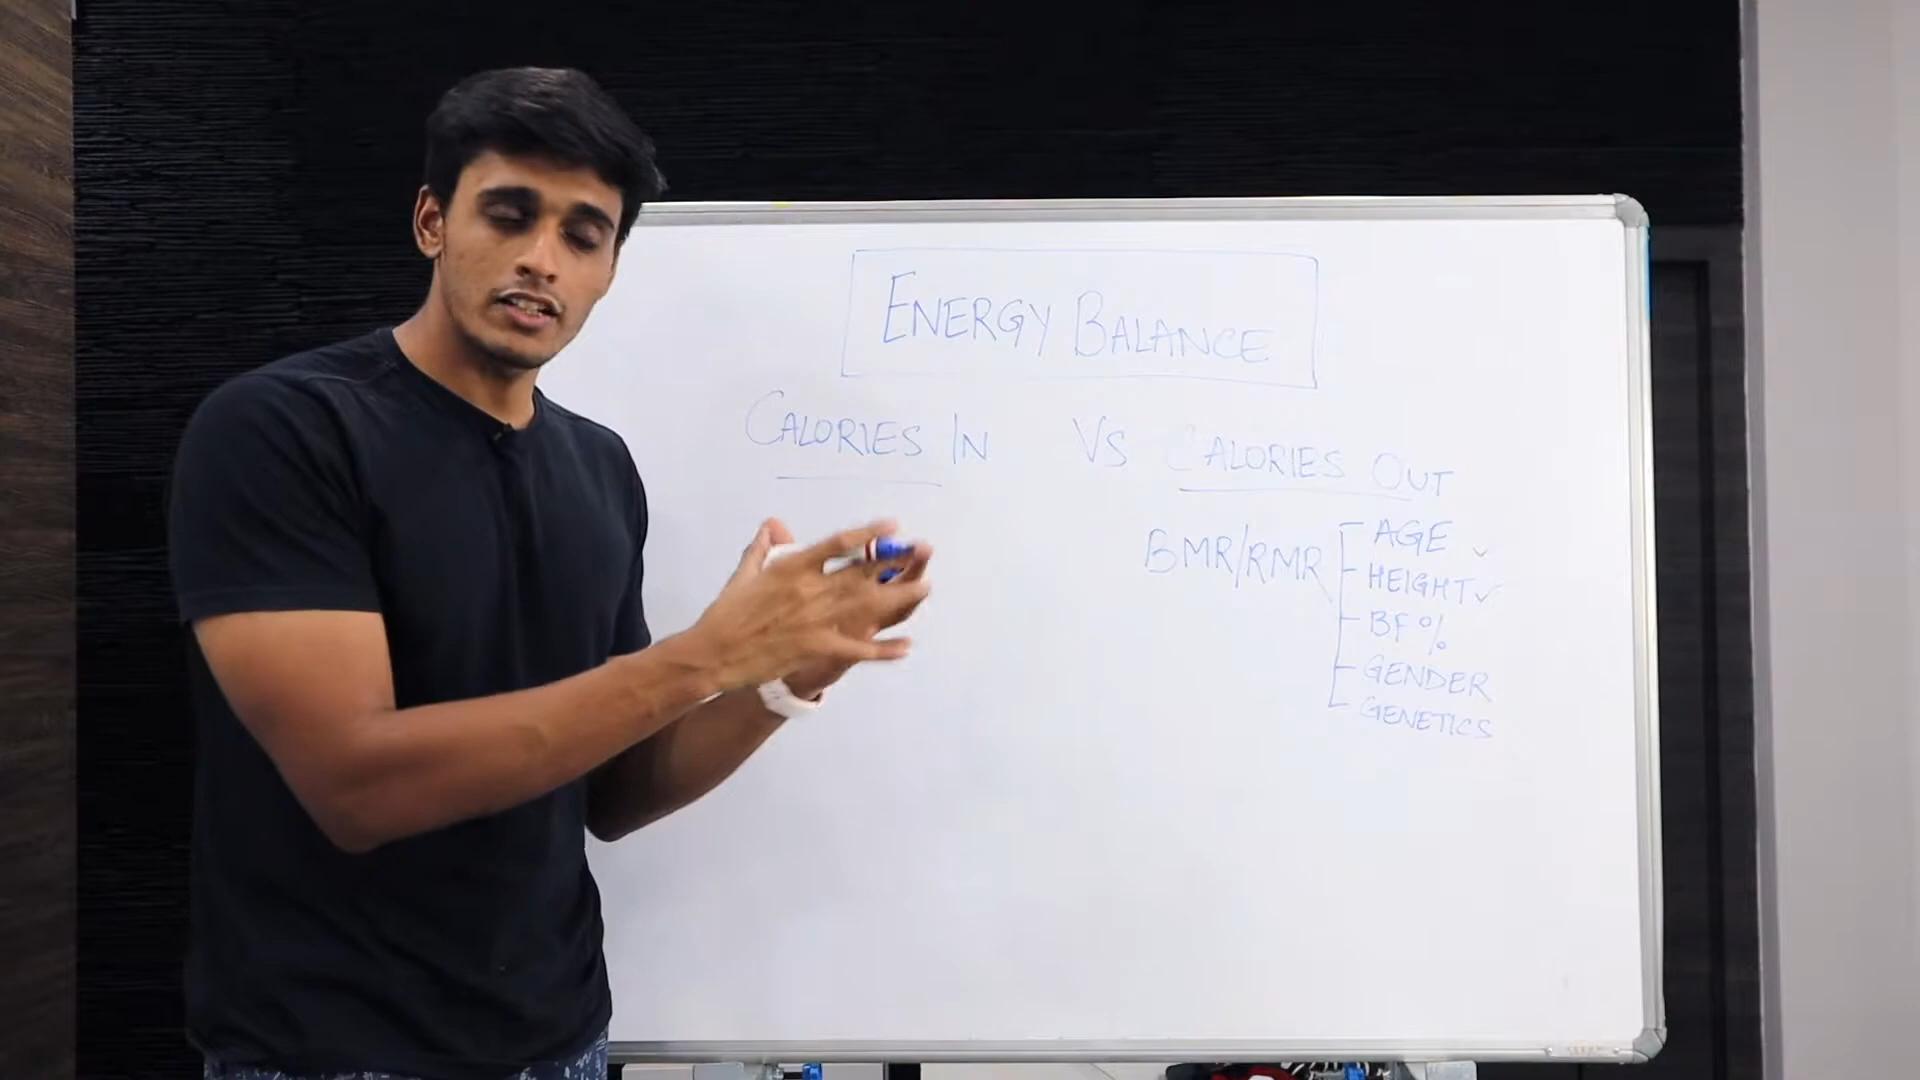 ENERGY BALANCE
CALORIES IN VS CALORIES OUT
BMR/RMR
AGE
HEIGHT
BF %
GENDER
GENETICS